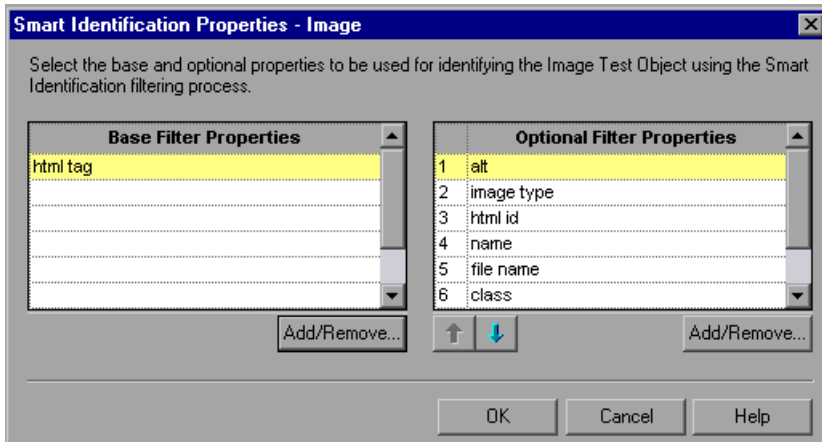 Smart Identification Properties - Image
Select the base and optional properties to be used for identifying the Image Test Object using the Smart
Identification filtering process.
Base Filter Properties
html tag
Add/Remove...
Optional Filter Properties
1 alt
2 image type
3 html id
4 name
5 file name
6 class
Add/Remove...
OK Cancel Help